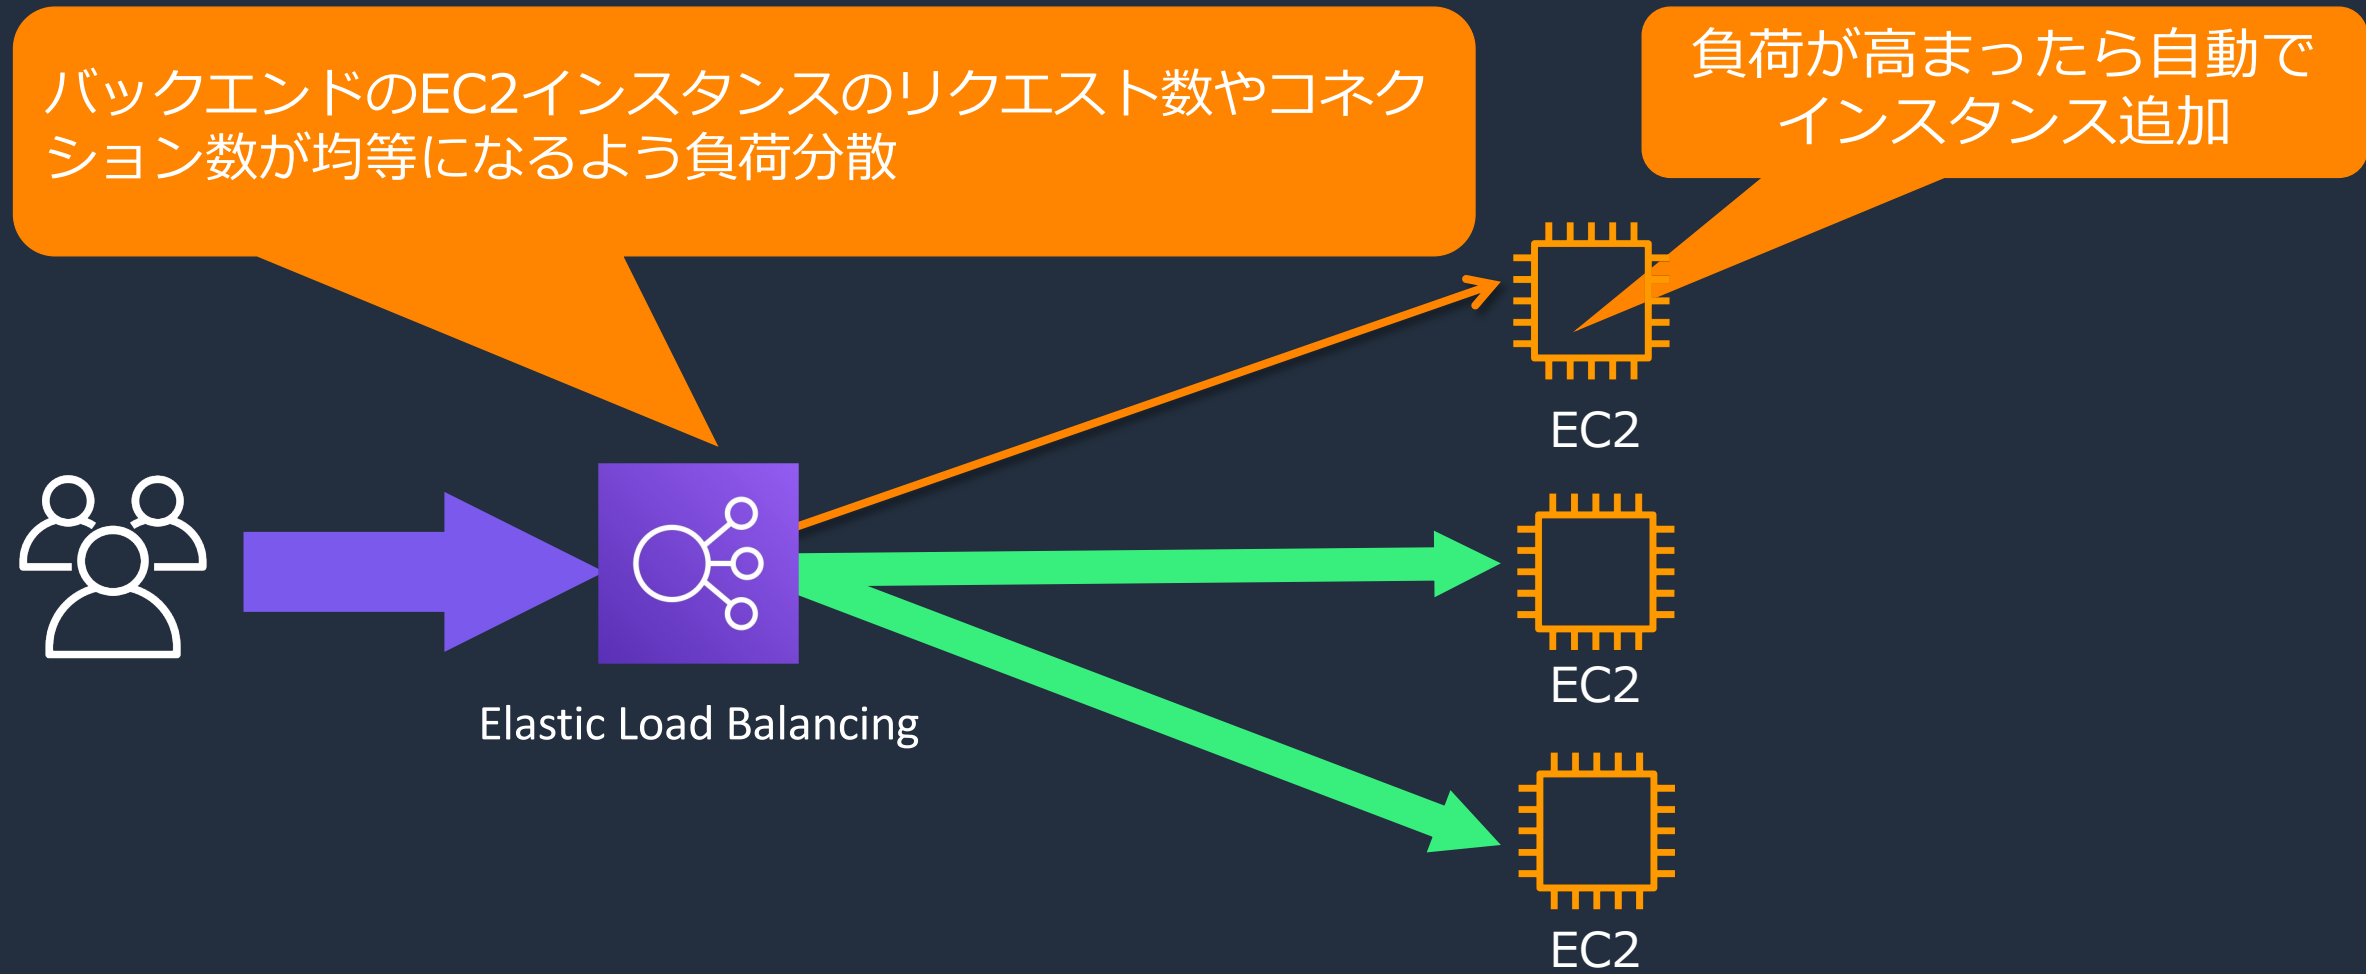 バックエンドのEC2インスタンスのリクエスト数やコネク
ション数が均等になるよう負荷分散
負荷が高まったら自動で
インスタンス追加
EC2
EC2
Elastic Load Balancing
EC2